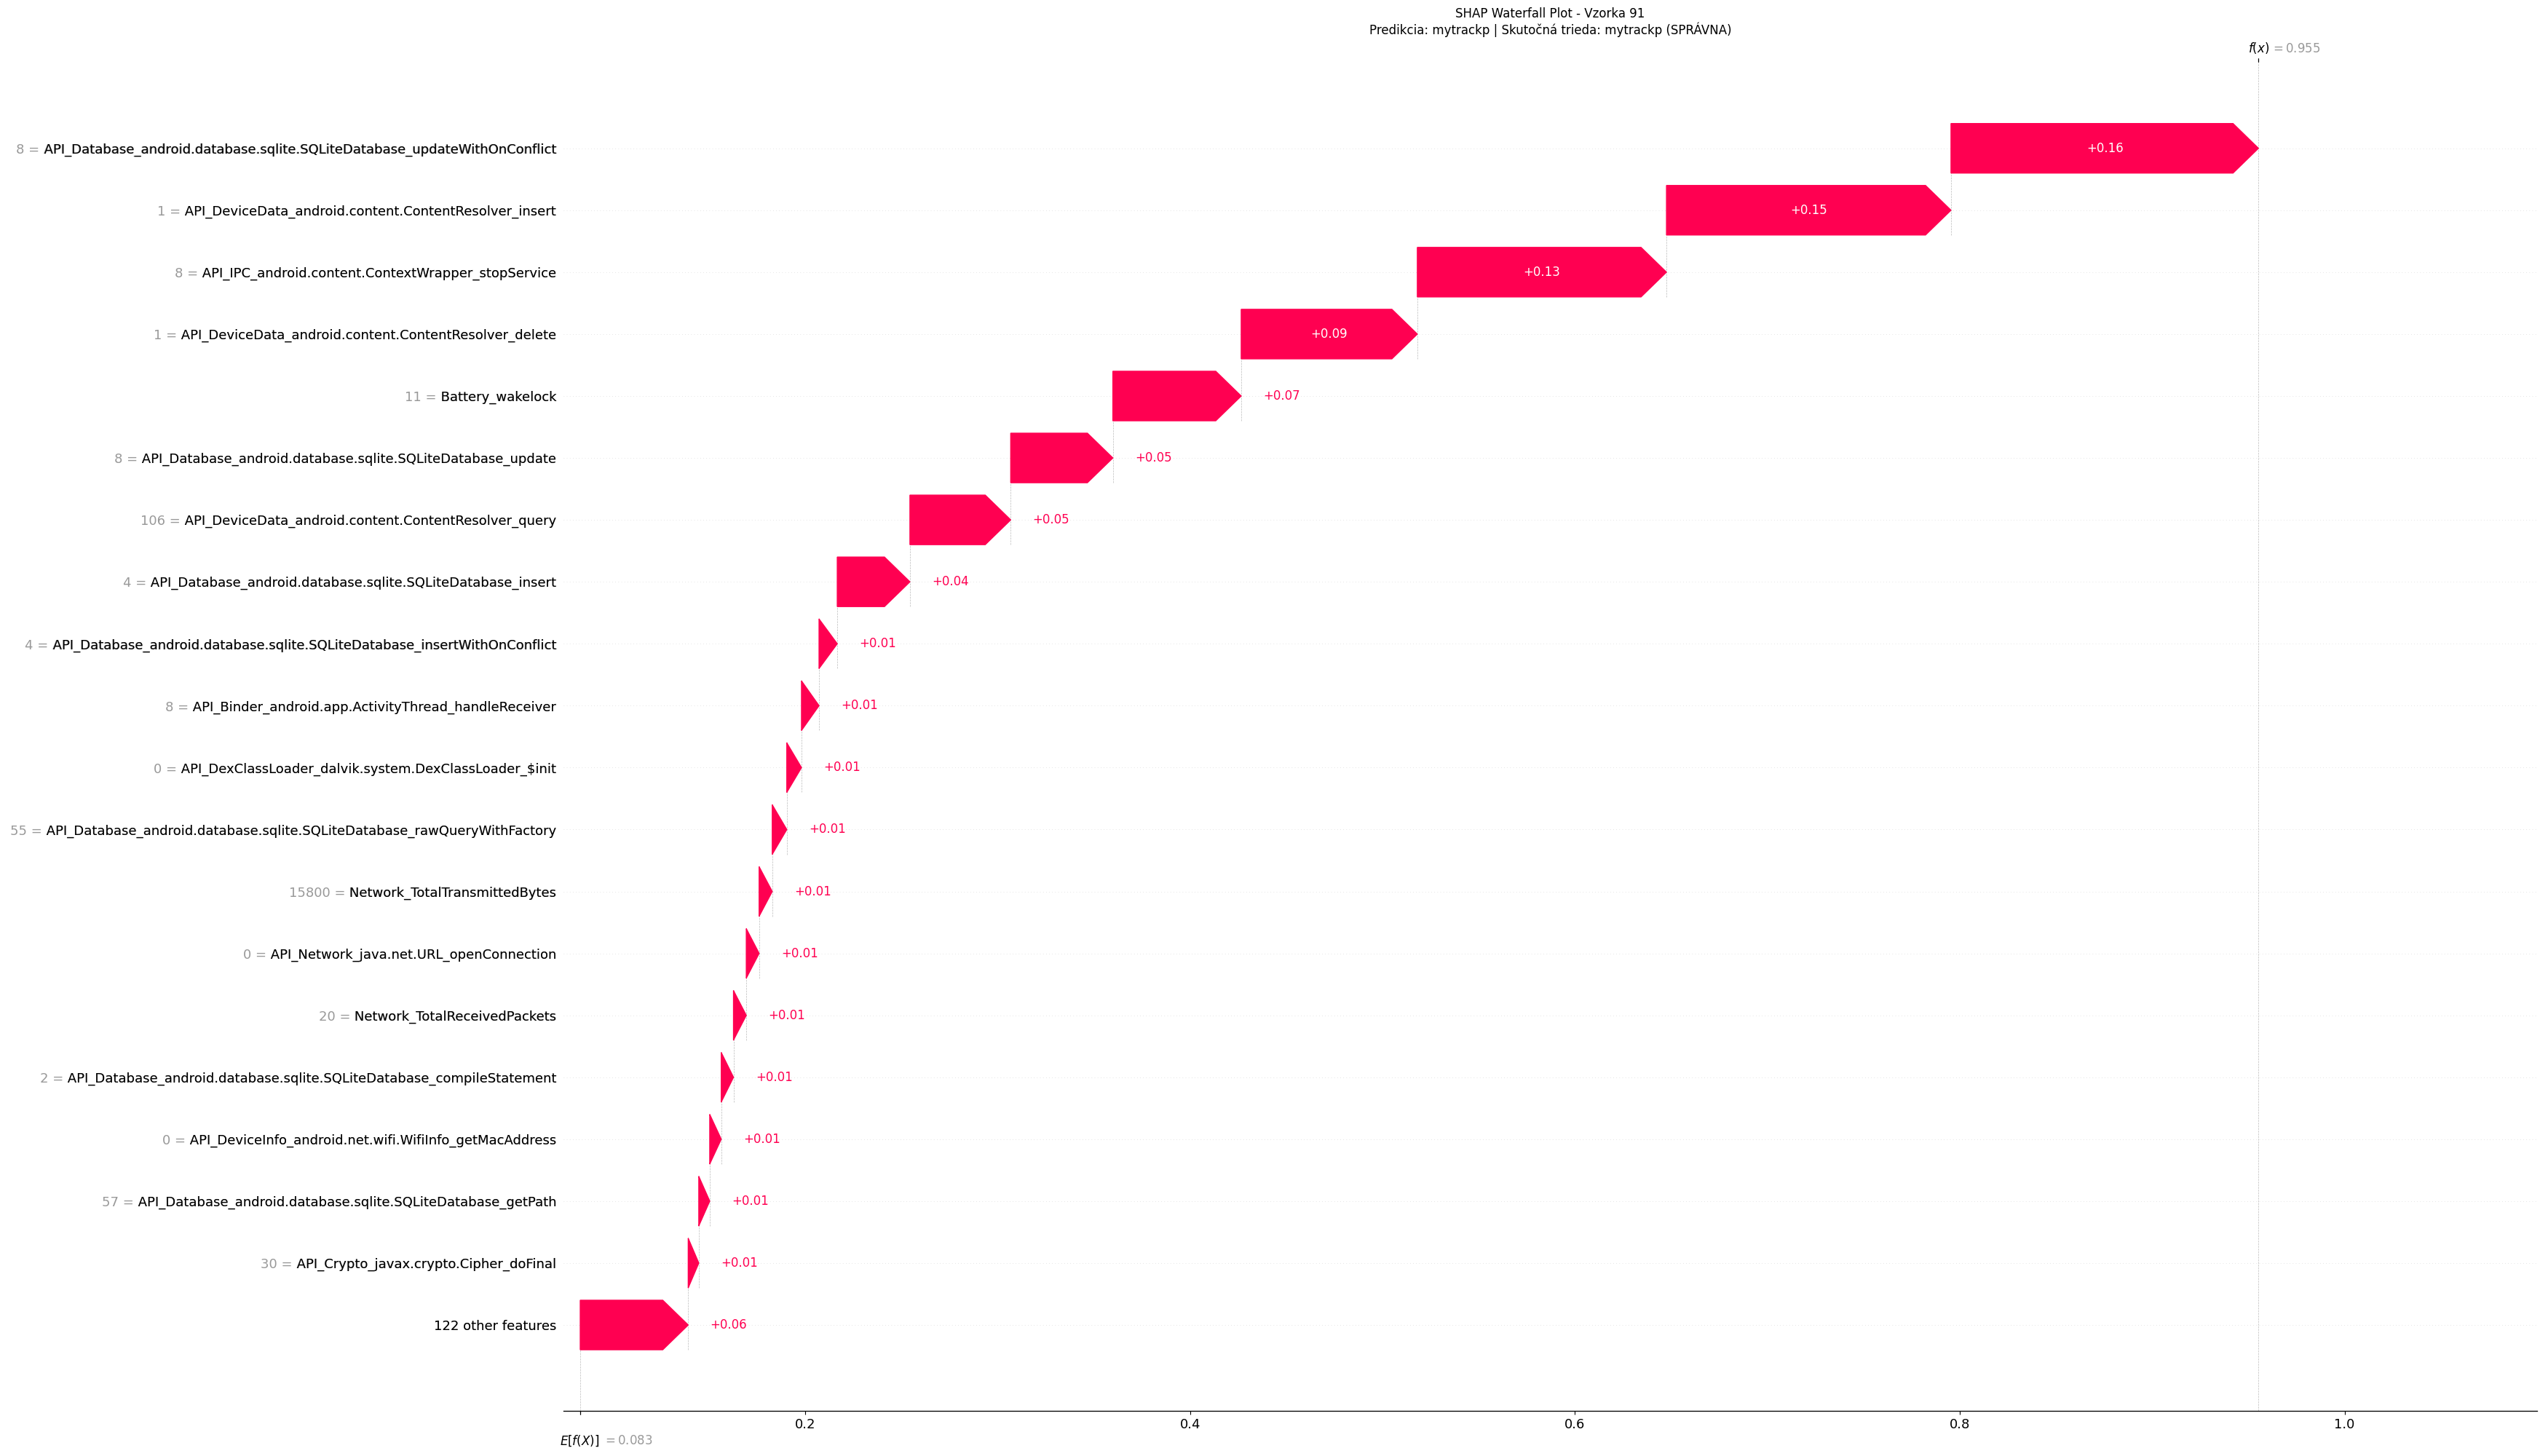 SHAP Waterfall Plot - Vzorka 91
Predikcia: mytrackp | Skutočná trieda: mytrackp (SPRÁVNA)
f(x) = 0.955
8 = API_Database_android.database.sqlite.SQLiteDatabase_updateWithOnConflict
+0.16
1 = API_DeviceData_android.content.ContentResolver_insert
+0.15
8 = API_IPC_android.content.ContextWrapper_stopService
+0.13
1 = API_DeviceData_android.content.ContentResolver_delete
+0.09
11 = Battery_wakelock
+0.07
8 = API_Database_android.database.sqlite.SQLiteDatabase_update
+0.05
106 = API_DeviceData_android.content.ContentResolver_query
+0.05
4 = API_Database_android.database.sqlite.SQLiteDatabase_insert
+0.04
4 = API_Database_android.database.sqlite.SQLiteDatabase_insertWithOnConflict
+0.01
8 = API_Binder_android.app.ActivityThread_handleReceiver
+0.01
0 = API_DexClassLoader_dalvik.system.DexClassLoader_$init
+0.01
55 = API_Database_android.database.sqlite.SQLiteDatabase_rawQueryWithFactory
+0.01
15800 = Network_TotalTransmittedBytes
+0.01
0 = API_Network_java.net.URL_openConnection
+0.01
20 = Network_TotalReceivedPackets
+0.01
2 = API_Database_android.database.sqlite.SQLiteDatabase_compileStatement
+0.01
0 = API_DeviceInfo_android.net.wifi.WifiInfo_getMacAddress
+0.01
57 = API_Database_android.database.sqlite.SQLiteDatabase_getPath
+0.01
30 = API_Crypto_javax.crypto.Cipher_doFinal
+0.01
122 other features
+0.06
0.2 0.4 0.6 0.8 1.0
E[f(X)] = 0.083